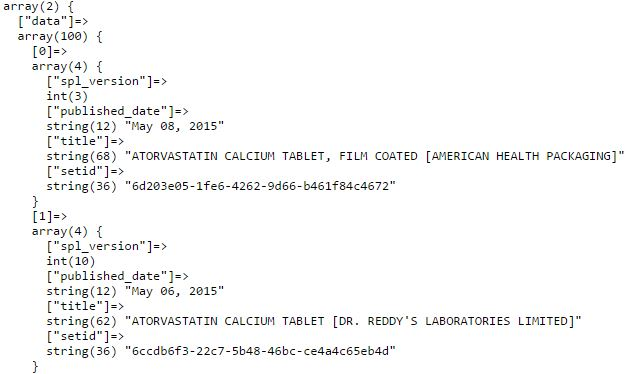 array(2) {
  ["data"]=>
  array(100) {
    [0]=>
    array(4) {
      ["spl_version"]=>
      int(3)
      ["published_date"]=>
      string(12) "May 08, 2015"
      ["title"]=>
      string(68) "ATORVASTATIN CALCIUM TABLET, FILM COATED [AMERICAN HEALTH PACKAGING]"
      ["setid"]=>
      string(36) "6d203e05-1fe6-4262-9d66-b461f84c4672"
    }
    [1]=>
    array(4) {
      ["spl_version"]=>
      int(10)
      ["published_date"]=>
      string(12) "May 06, 2015"
      ["title"]=>
      string(62) "ATORVASTATIN CALCIUM TABLET [DR. REDDY'S LABORATORIES LIMITED]"
      ["setid"]=>
      string(36) "6ccdb6f3-22c7-5b48-46bc-ce4a4c65eb4d"
    }